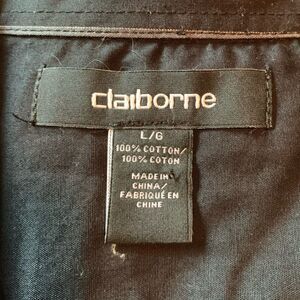 claiborne
L/G
100% COTTON/
100% COTON
MADE IN
CHINA/
FABRIQUÉ EN
CHINE